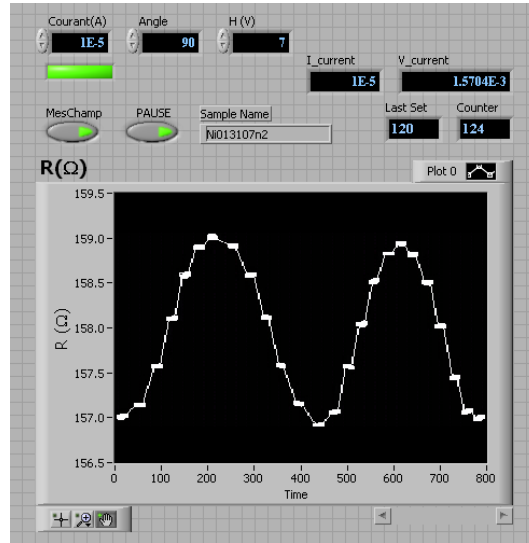 Courant(A) Angle H (V)
1E-5 90 7
I_current V_current
1E-5 1.5704E-3
MesChamp PAUSE Sample Name Last Set Counter
Ni013107n2 120 124
R(Ω)
Plot 0
159.5
159.0
158.5
158.0
157.5
157.0
156.5
R (Ω)
0 100 200 300 400 500 600 700 800
Time